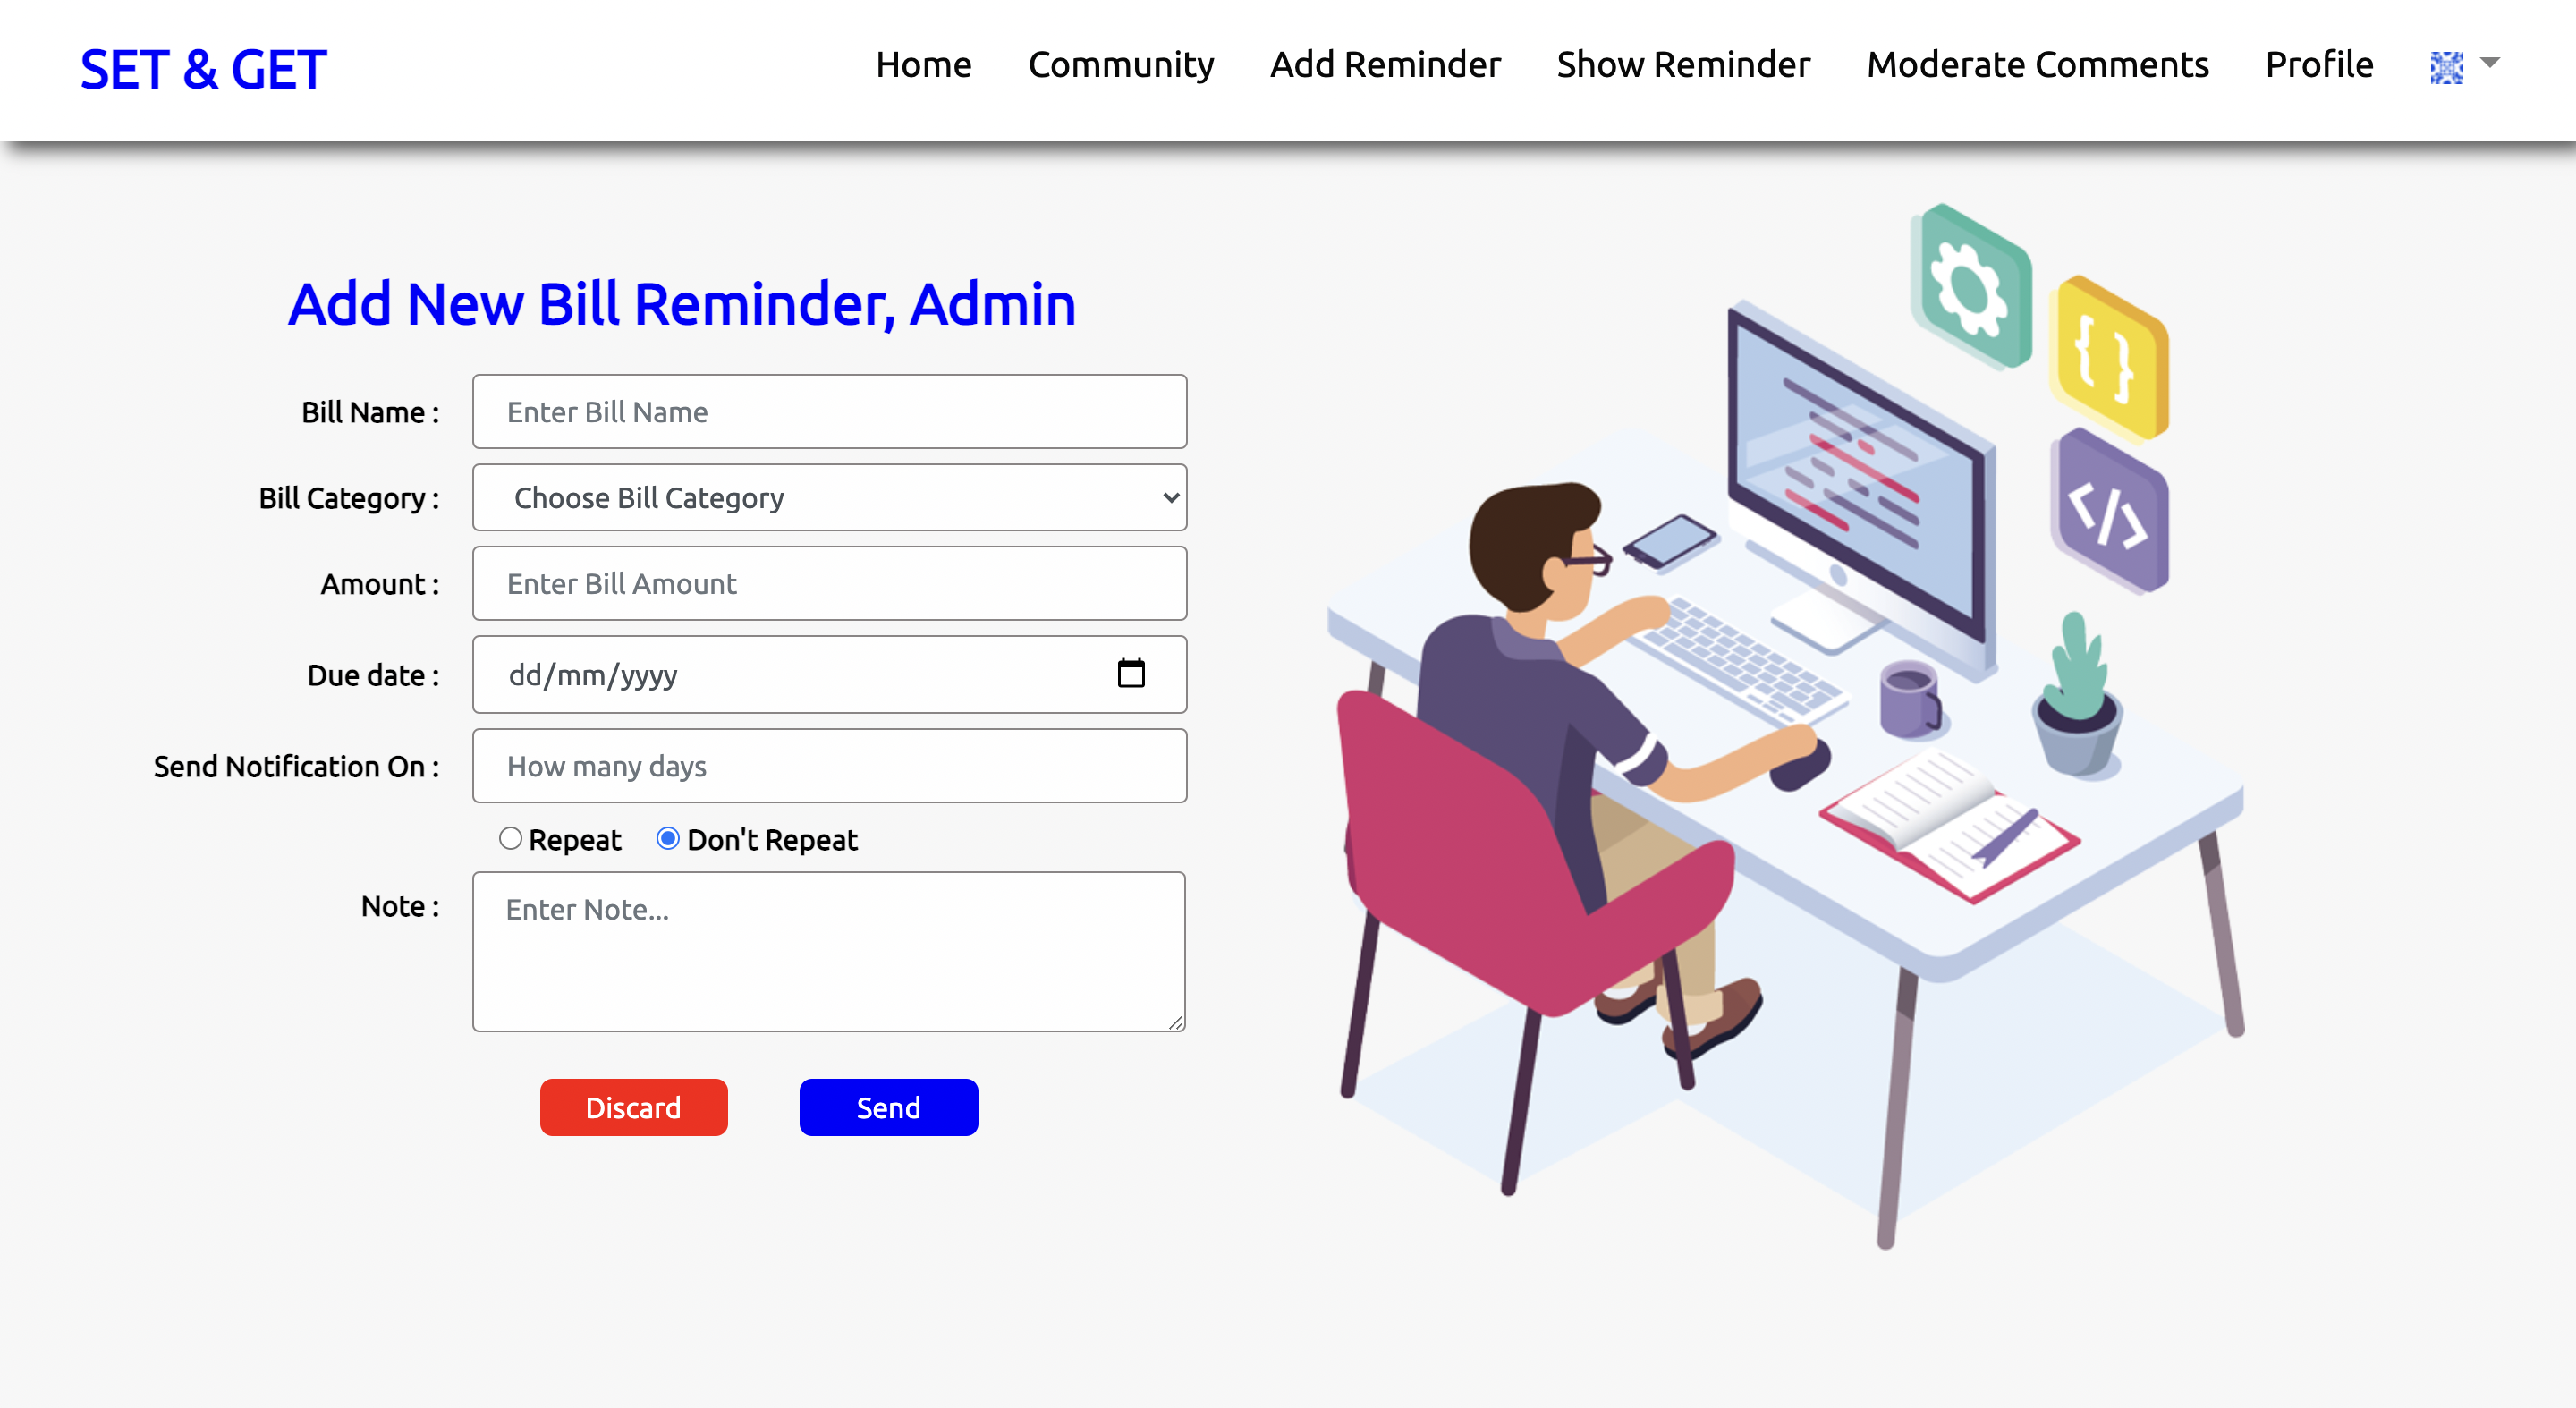 SET & GET
Home Community Add Reminder Show Reminder Moderate Comments Profile
Add New Bill Reminder, Admin
Bill Name : Enter Bill Name
Bill Category : Choose Bill Category
Amount : Enter Bill Amount
Due date : dd/mm/yyyy
Send Notification On : How many days
Repeat Don't Repeat
Note : Enter Note...
Discard Send
{ }
</>